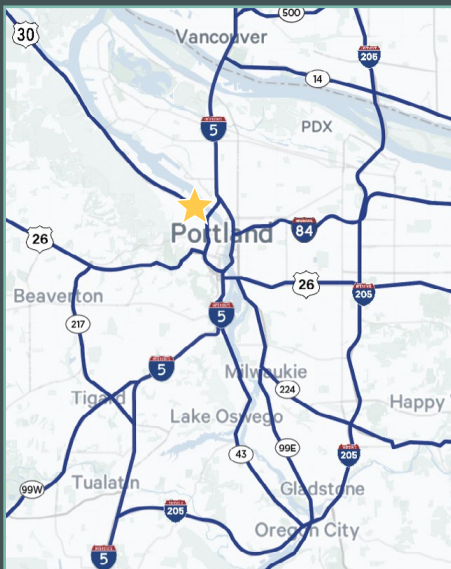 500
30
Vancouver
206
14
5
PDX
Portland
84
26
26
Beaverton
205
5
217
5
Milwaukie
224
Tigard
Happy
Lake Oswego
99E
43
205
Tualatin
99W
Gladstone
205
Oregon City
5